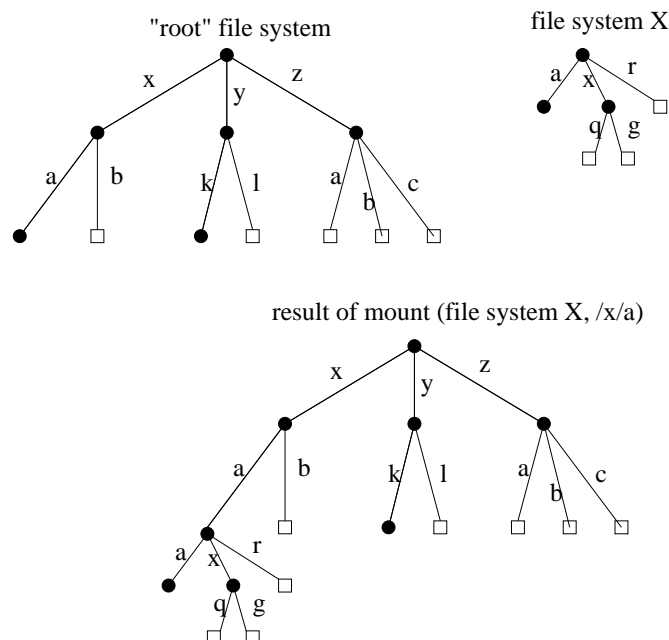 "root" file system
file system X
x
y
z
a
x
r
q
g
a
b
k
l
a
b
c
result of mount (file system X, /x/a)
x
y
z
a
b
k
l
a
b
c
a
x
r
q
g